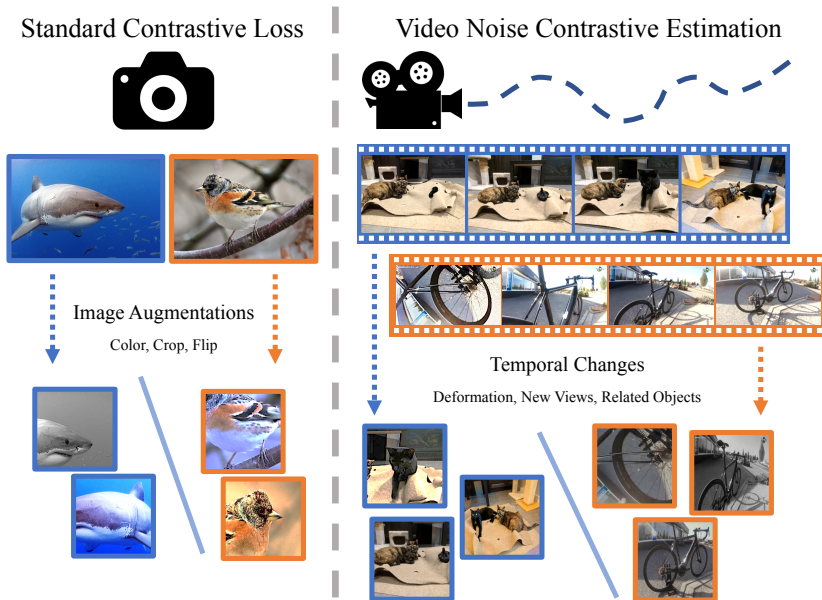 Standard Contrastive Loss
Video Noise Contrastive Estimation
Image Augmentations
Color, Crop, Flip
Temporal Changes
Deformation, New Views, Related Objects